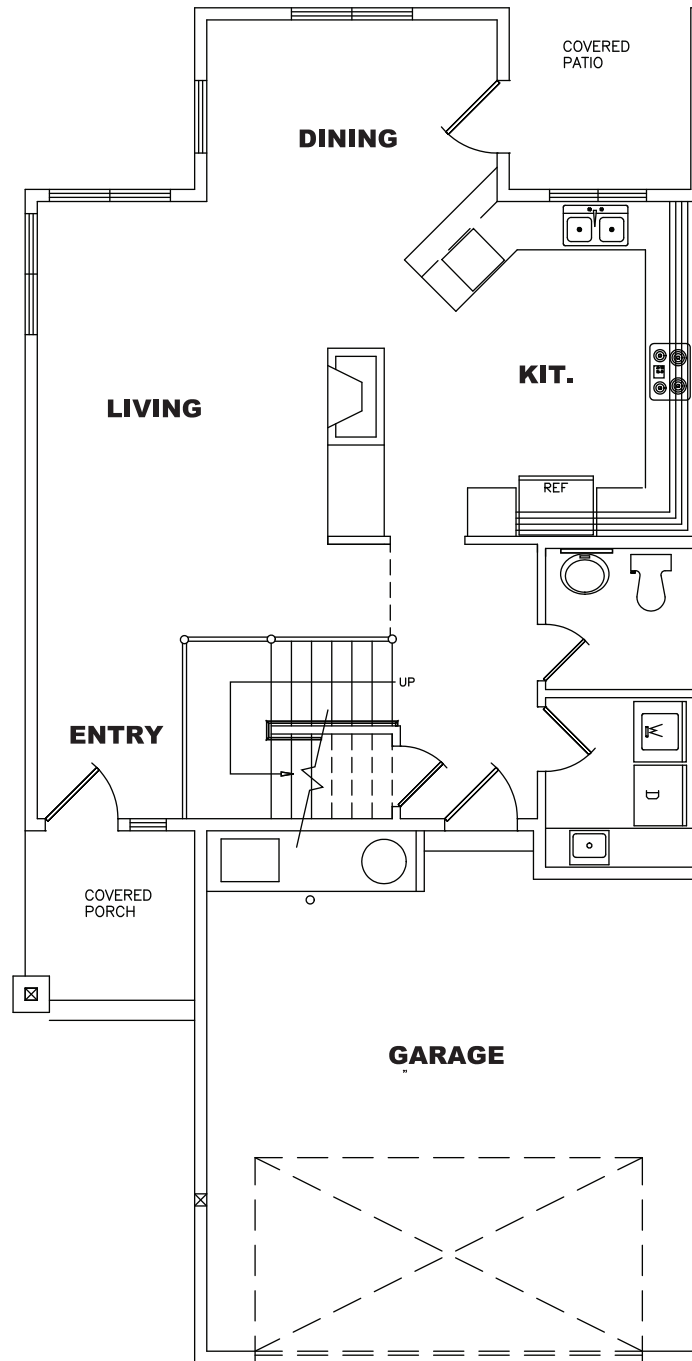 COVERED
PATIO
DINING
KIT.
LIVING
REF
UP
ENTRY
W
D
COVERED
PORCH
GARAGE
"